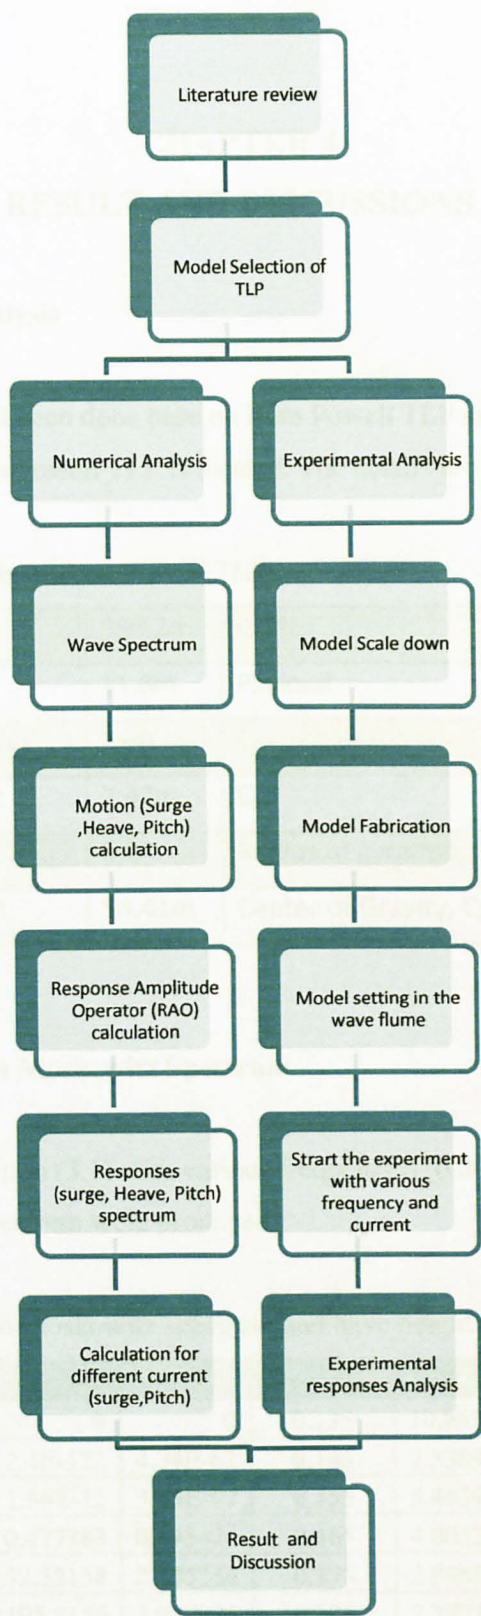 Literature review
Model Selection of
TLP
Numerical Analysis
Experimental Analysis
Wave Spectrum
Model Scale down
Motion (Surge
,Heave, Pitch)
calculation
Model Fabrication
Response Amplitude
Operator (RAO)
calculation
Model setting in the
wave flume
Responses
(surge, Heave, Pitch)
spectrum
Strart the experiment
with various
frequency and
current
Calculation for
different current
(surge,Pitch)
Experimental
responses Analysis
Result and
Discussion